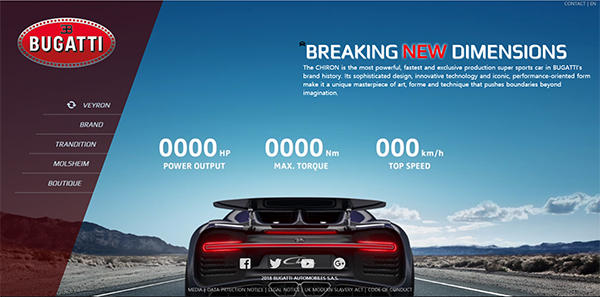 CONTACT | EN
BUGATTI
BREAKING NEW DIMENSIONS
The CHIRON is the most powerful, fastest and exclusive production super sports car in BUGATTI's
brand history. Its sophisticated design, innovative technology and iconic, performance-oriented form
make it a unique masterpiece of art, forme and technique that pushes boundaries beyond
imagination.
VEYRON
BRAND
TRANDITION
MOLSHEIM
BOUTIQUE
0000 HP
POWER OUTPUT
0000 Nm
MAX. TORQUE
000 km/h
TOP SPEED
2018 BUGATTI AUTOMOBILES S.A.S.
MEDIA | DATA PETECTION NOTICE | LEGAL NOTICE | UK MODERN SLAVERY ACT | CODE OF CONDUCT